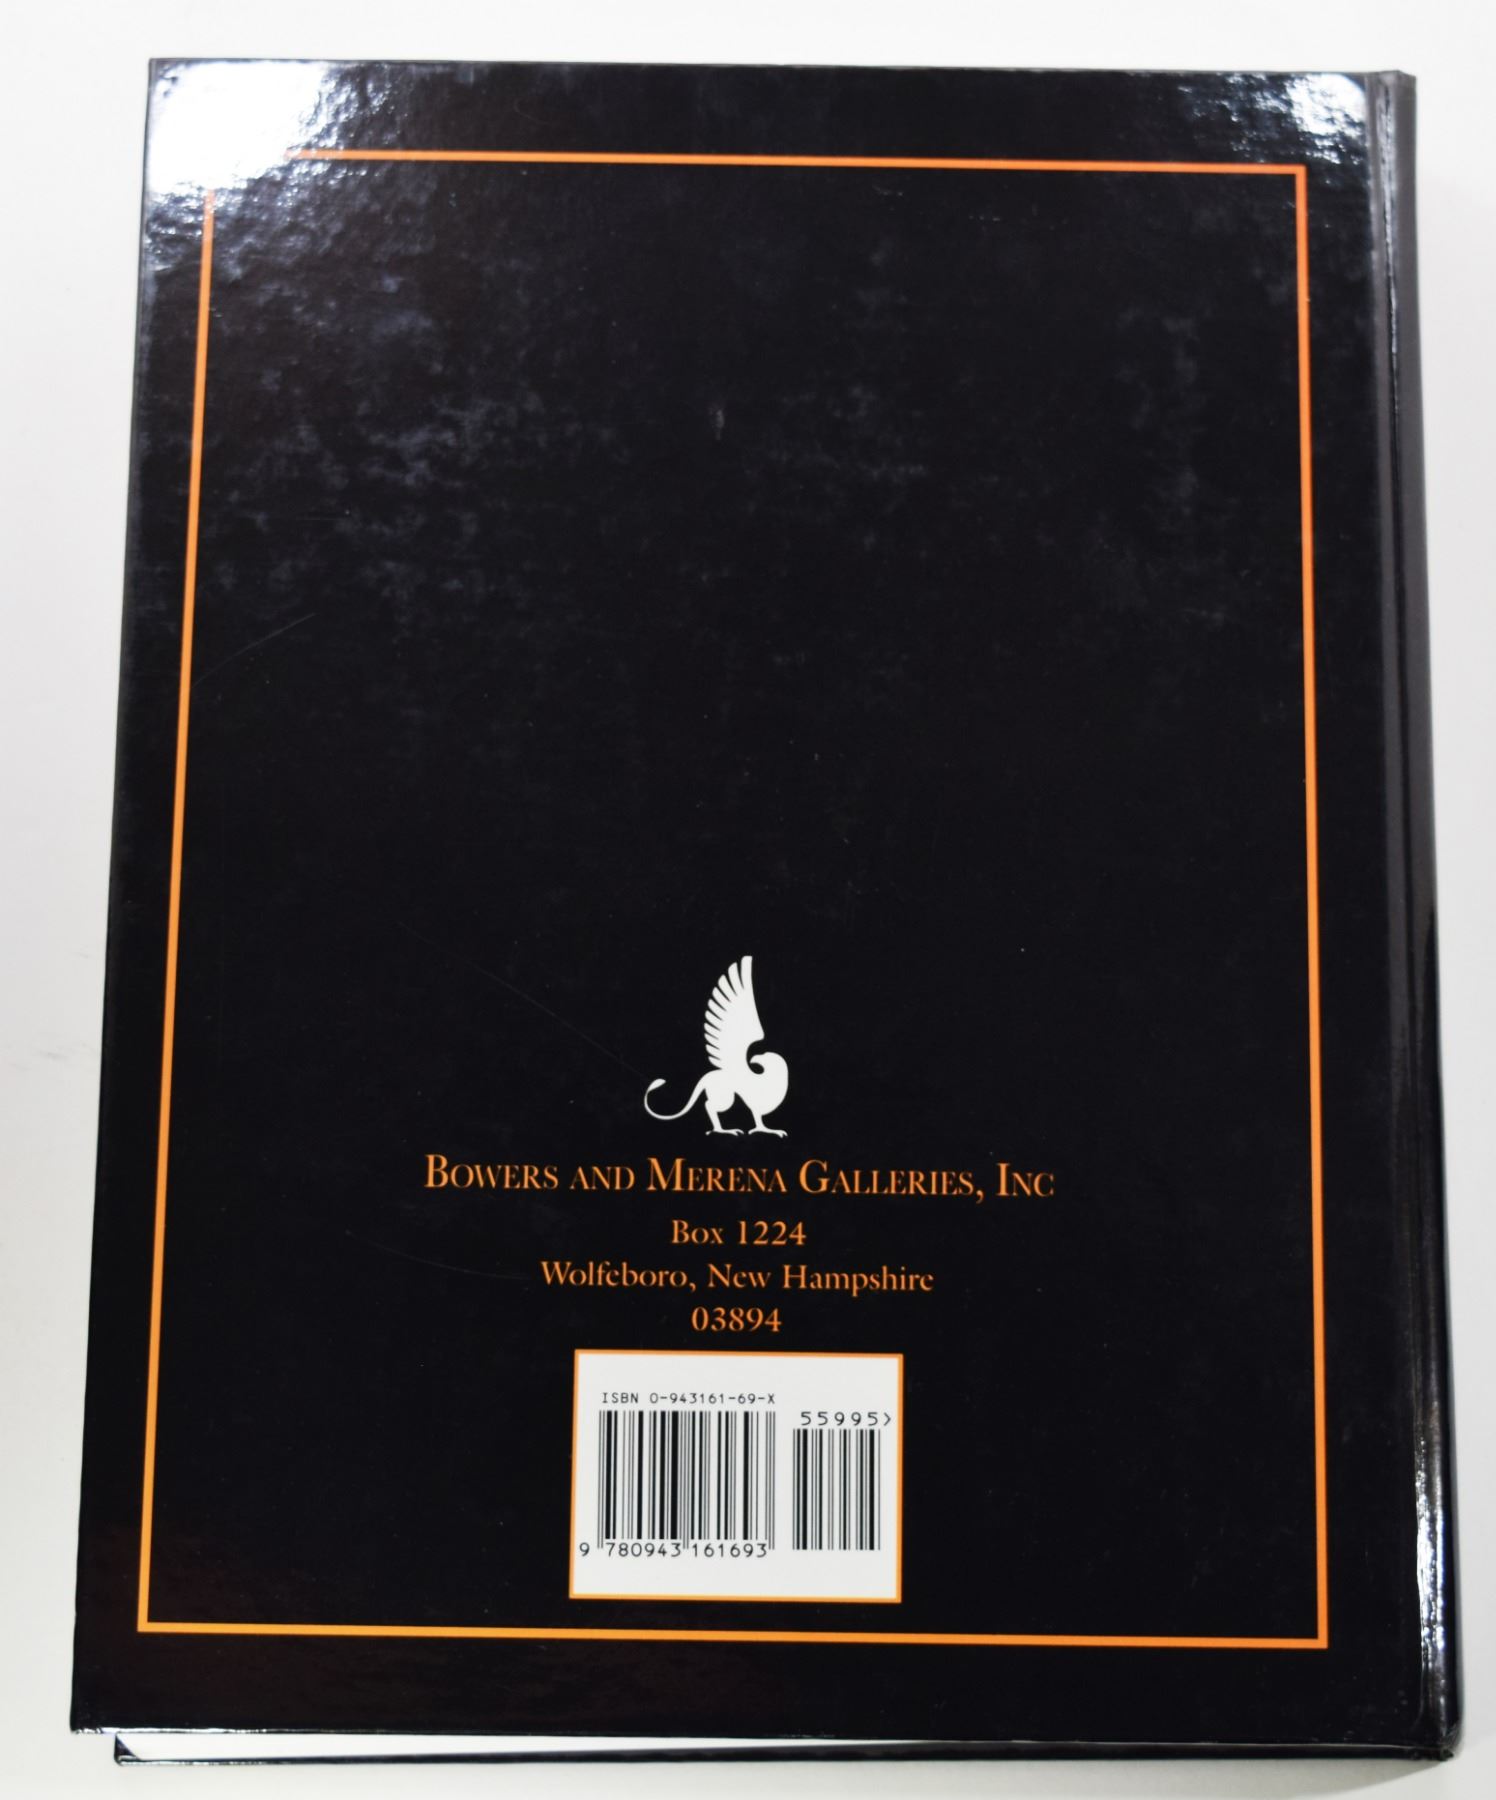 BOWERS AND MERENA GALLERIES, INC
Box 1224
Wolfeboro, New Hampshire
03894
ISBN 0-943161-69-X
55995>
9 780943 161693